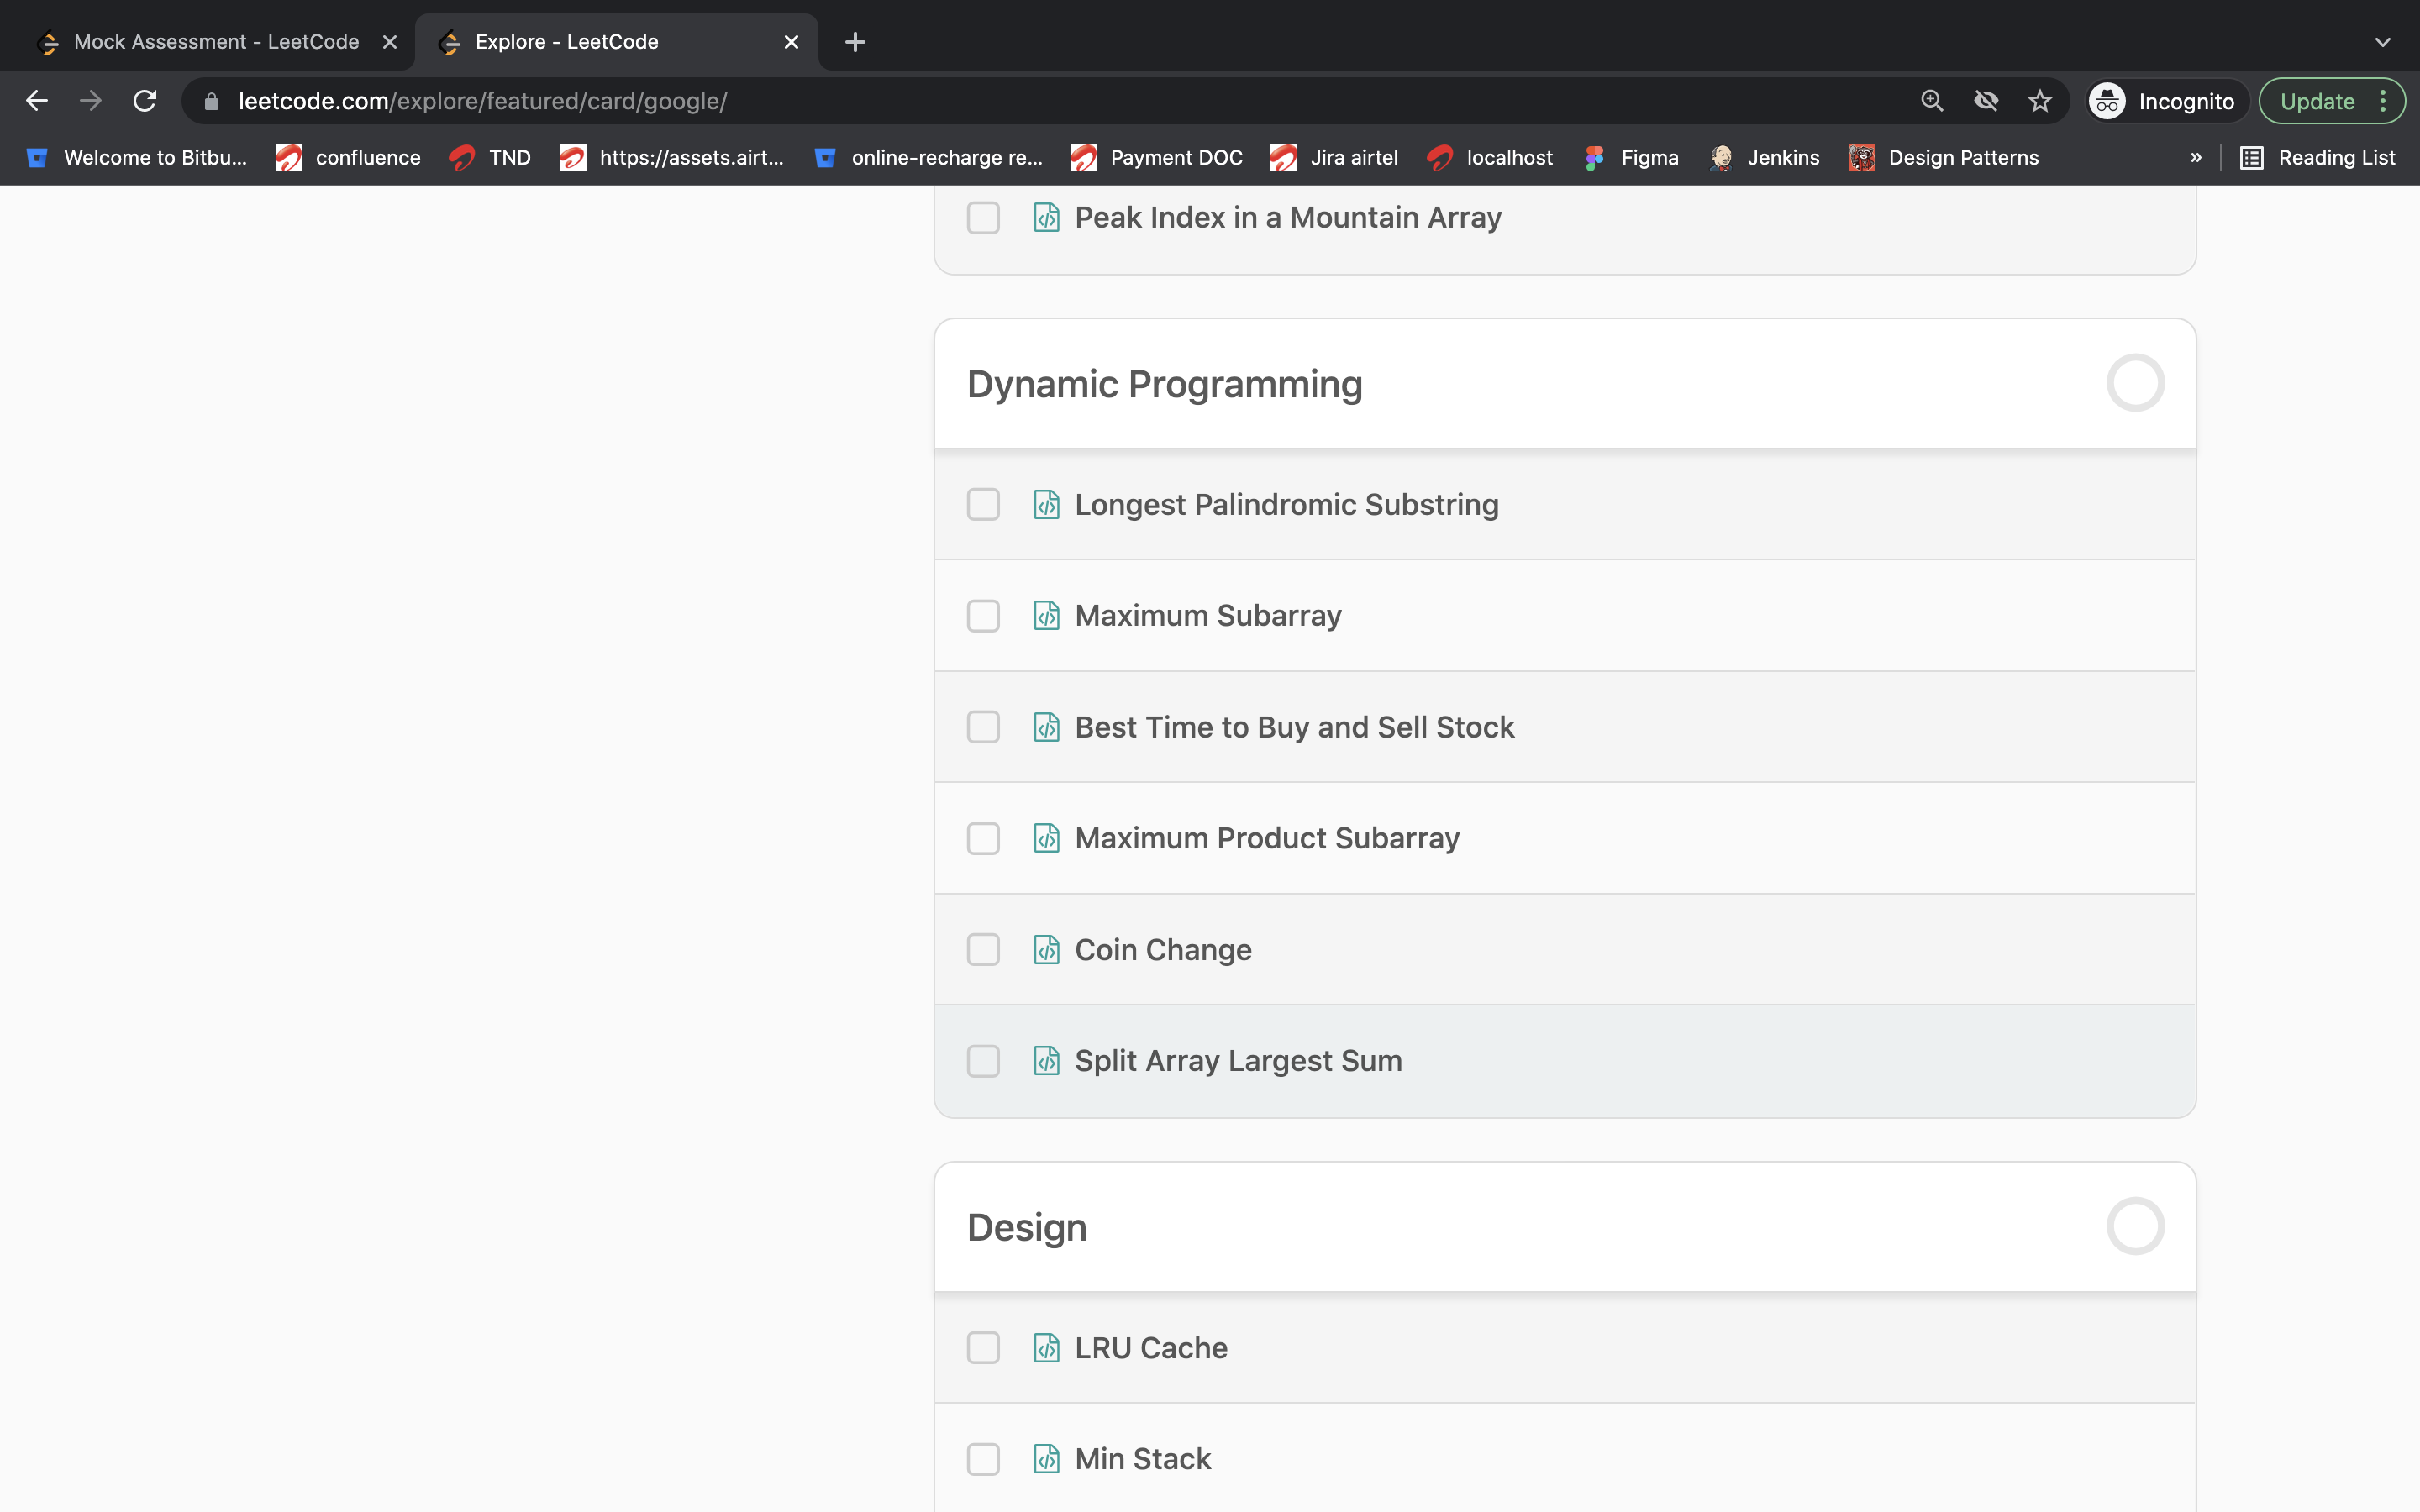 Mock Assessment - LeetCode
Explore - LeetCode
leetcode.com/explore/featured/card/google/
Incognito
Update
Welcome to Bitbu...
confluence
TND
https://assets.airt...
online-recharge re...
Payment DOC
Jira airtel
localhost
Figma
Jenkins
Design Patterns
»
Reading List
Peak Index in a Mountain Array
Dynamic Programming
Longest Palindromic Substring
Maximum Subarray
Best Time to Buy and Sell Stock
Maximum Product Subarray
Coin Change
Split Array Largest Sum
Design
LRU Cache
Min Stack